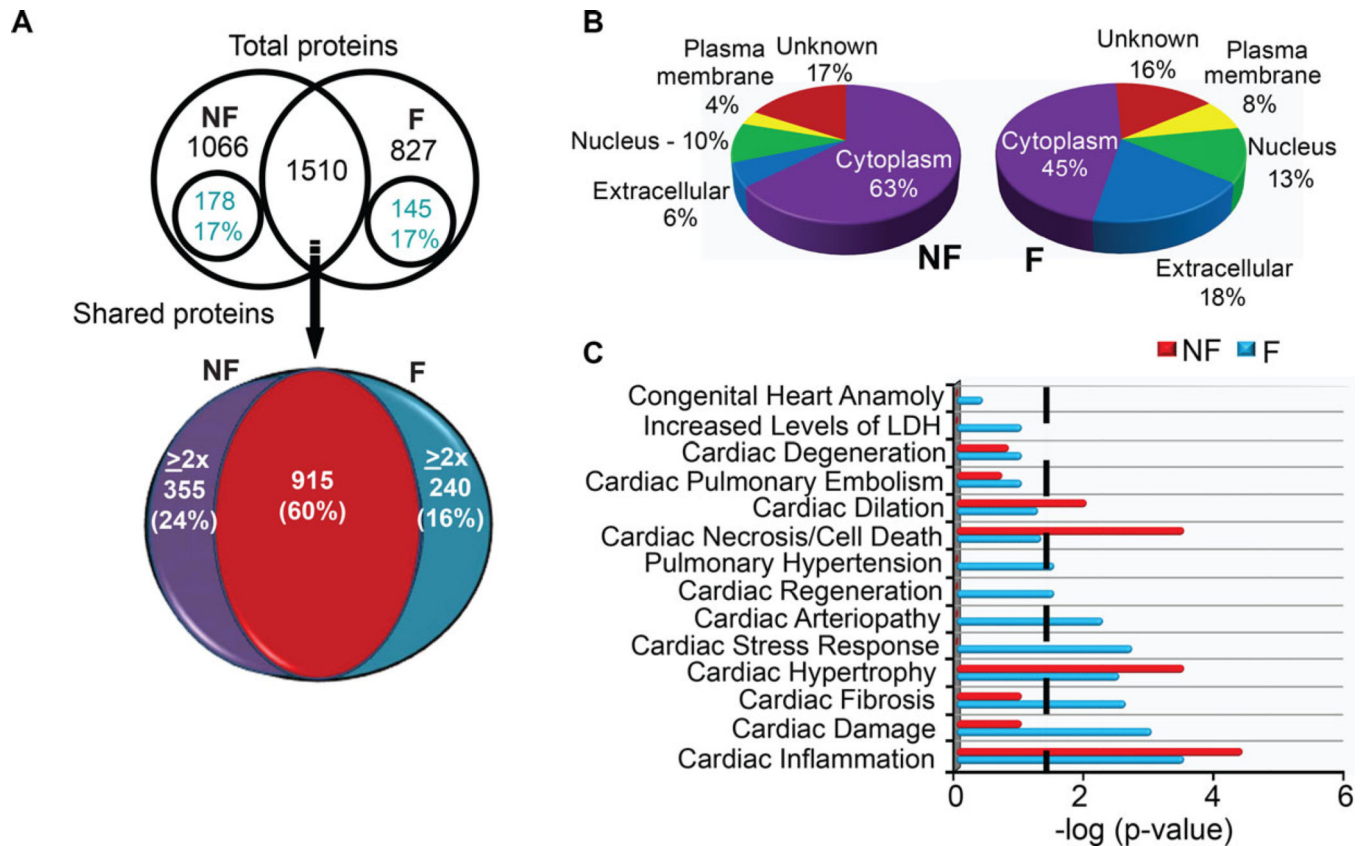 A
Total proteins
NF
1066
1510
F
827
178
17%
145
17%
Shared proteins
NF
F
≥2x
355
(24%)
915
(60%)
≥2x
240
(16%)
B
Plasma
membrane
4%
Unknown
17%
Nucleus - 10%
Extracellular
6%
Cytoplasm
63%
NF
Unknown
16%
Plasma
membrane
8%
Cytoplasm
45%
Nucleus
13%
Extracellular
18%
F
C
NF F
Congenital Heart Anamoly
Increased Levels of LDH
Cardiac Degeneration
Cardiac Pulmonary Embolism
Cardiac Dilation
Cardiac Necrosis/Cell Death
Pulmonary Hypertension
Cardiac Regeneration
Cardiac Arteriopathy
Cardiac Stress Response
Cardiac Hypertrophy
Cardiac Fibrosis
Cardiac Damage
Cardiac Inflammation
0 2 4 6
-log (p-value)